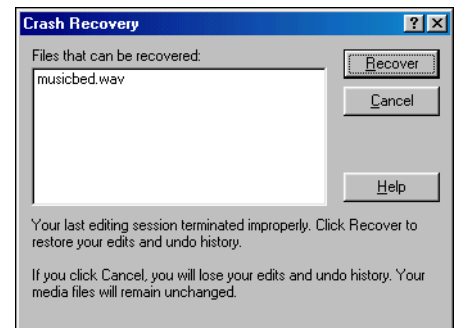 Crash Recovery
Files that can be recovered:
musicbed.wav
Recover
Cancel
Help
Your last editing session terminated improperly. Click Recover to
restore your edits and undo history.
If you click Cancel, you will lose your edits and undo history. Your
media files will remain unchanged.